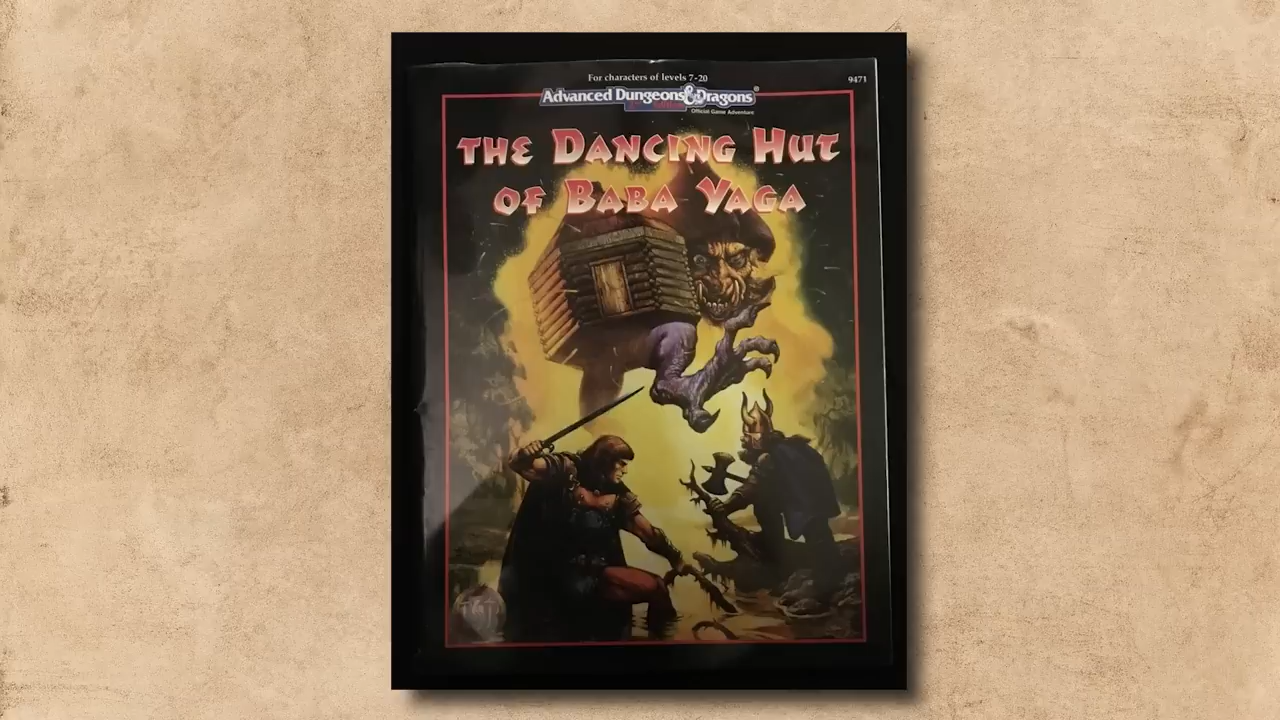 For characters of levels 7-20
9471
Advanced Dungeons & Dragons®
Official Game Adventure
The Dancing Hut
of Baba Yaga